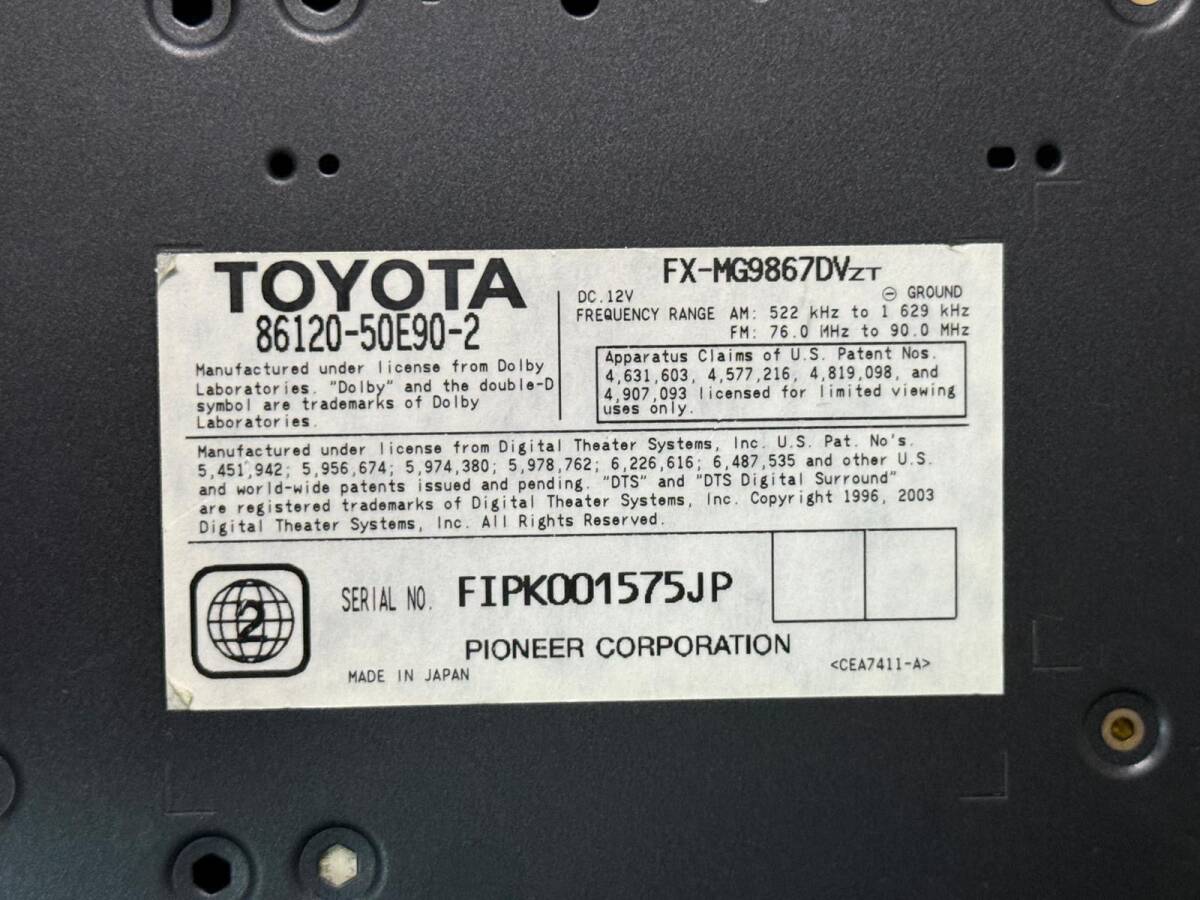 TOYOTA
86120-50E90-2
Manufactured under license from Dolby
Laboratories. "Dolby" and the double-D
symbol are trademarks of Dolby
Laboratories.
FX-MG9867DVZT
DC.12V ⊖ GROUND
FREQUENCY RANGE AM: 522 kHz to 1 629 kHz
FM: 76.0 MHz to 90.0 MHz
Apparatus Claims of U.S. Patent Nos.
4,631,603, 4,577,216, 4,819,098, and
4,907,093 licensed for limited viewing
uses only.
Manufactured under license from Digital Theater Systems, Inc. U.S. Pat. No's.
5,451,942; 5,956,674; 5,974,380; 5,978,762; 6,226,616; 6,487,535 and other U.S.
and world-wide patents issued and pending. "DTS" and "DTS Digital Surround"
are registered trademarks of Digital Theater Systems, Inc. Copyright 1996, 2003
Digital Theater Systems, Inc. All Rights Reserved.
2
SERIAL NO. FIPK001575JP
PIONEER CORPORATION
MADE IN JAPAN <CEA7411-A>